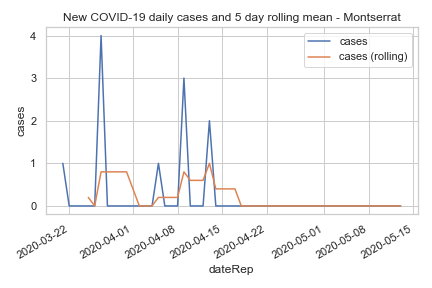 New COVID-19 daily cases and 5 day rolling mean - Montserrat
cases
cases (rolling)
cases
4
3
2
1
0
2020-03-22
2020-04-01
2020-04-08
2020-04-15
2020-04-22
2020-05-01
2020-05-08
2020-05-15
dateRep